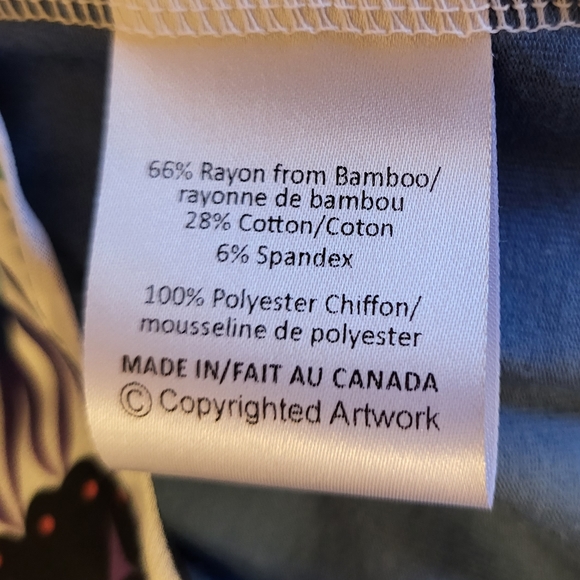 66% Rayon from Bamboo/
rayonne de bambou
28% Cotton/Coton
6% Spandex
100% Polyester Chiffon/
mousseline de polyester
MADE IN/FAIT AU CANADA
© Copyrighted Artwork